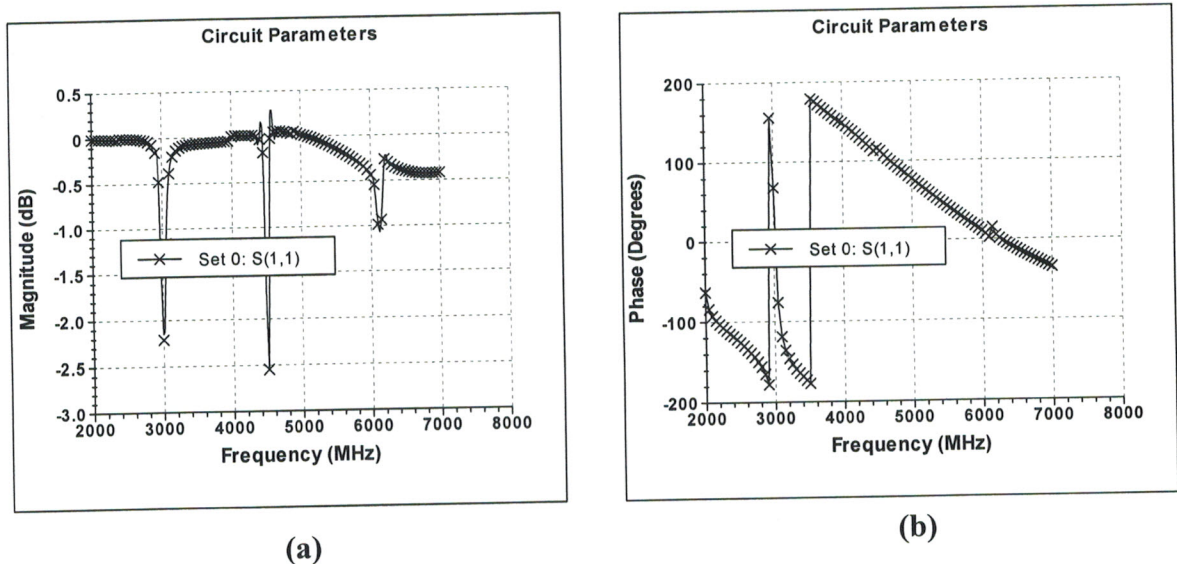 Circuit Parameters
0.5
0
-0.5
-1.0
-1.5
-2.0
-2.5
-3.0
Magnitude (dB)
Set 0: S(1,1)
2000 3000 4000 5000 6000 7000 8000
Frequency (MHz)
(a)
Circuit Parameters
200
100
0
-100
-200
Phase (Degrees)
Set 0: S(1,1)
2000 3000 4000 5000 6000 7000 8000
Frequency (MHz)
(b)